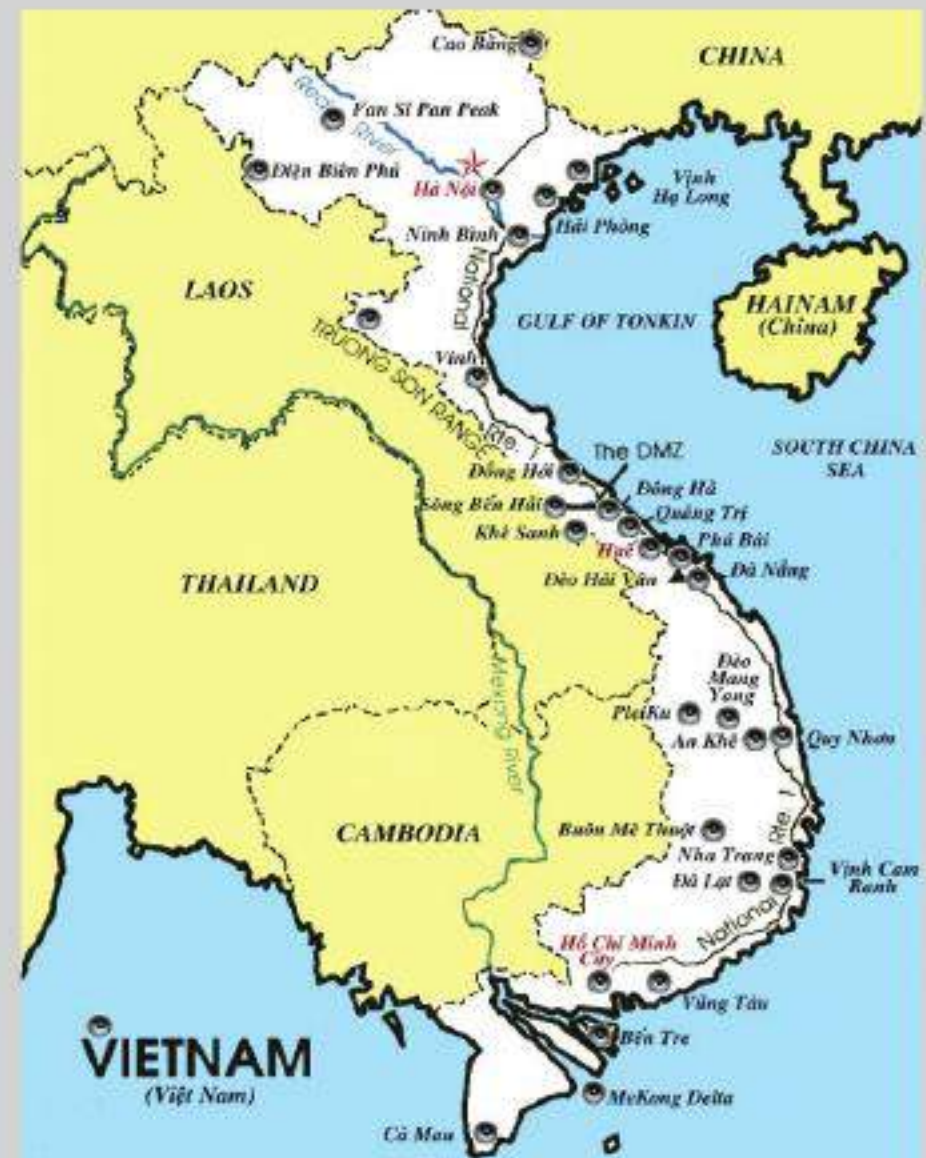 Cao Bằng
CHINA
Red River
Fan Si Pan Peak
Điện Biên Phủ
Hà Nội
Vịnh
Hạ Long
Hải Phòng
Ninh Bình
LAOS
National
HAINAM
(China)
GULF OF TONKIN
TRUONG SON RANGE
Vinh
Rte. 1
SOUTH CHINA
SEA
The DMZ
Đồng Hới
Đông Hà
Sông Bến Hải
Quảng Trị
Khe Sanh
Huế
Phú Bài
Đèo Hải Vân
Đà Nẵng
THAILAND
Mekong river
Đèo
Mang
Yang
PleiKu
An Khê
Quy Nhơn
CAMBODIA
Buôn Mê Thuột
Nha Trang
Đà Lạt
Vịnh Cam
Ranh
National Rte 1
Hồ Chí Minh
City
Vũng Tàu
Bến Tre
VIETNAM
(Việt Nam)
MeKong Delta
Cà Mau